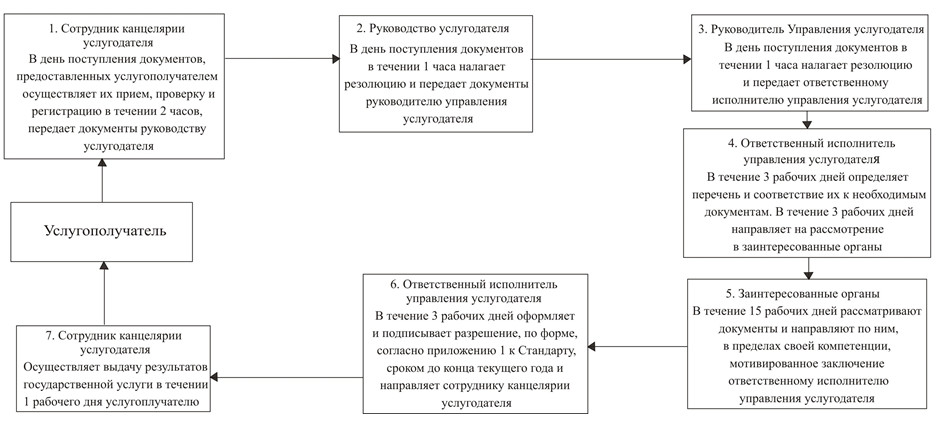 1. Сотрудник канцелярии
услугодателя
В день поступления документов,
предоставленных услугополучателем
осуществляет их прием, проверку и
регистрацию в течении 2 часов,
передает документы руководству
услугодателя
2. Руководство услугодателя
В день поступления документов
в течении 1 часа налагает
резолюцию и передает документы
руководителю управления
услугодателя
3. Руководитель Управления услугодателя
В день поступления документов в
течении 1 часа налагает резолюцию
и передает ответственному
исполнителю управления услугодателя
4. Ответственный исполнитель
управления услугодателя
В течение 3 рабочих дней определяет
перечень и соответствие их к необходимым
документам. В течение 3 рабочих дней
направляет на рассмотрение
в заинтересованные органы
5. Заинтересованные органы
В течение 15 рабочих дней рассматривают
документы и направляют по ним,
в пределах своей компетенции,
мотивированное заключение
ответственному исполнителю
управления услугодателя
6. Ответственный исполнитель
управления услугодателя
В течение 3 рабочих дней оформляет
и подписывает разрешение, по форме,
согласно приложению 1 к Стандарту,
сроком до конца текущего года и
направляет сотруднику канцелярии
услугодателя
7. Сотрудник канцелярии
услугодателя
Осуществляет выдачу результатов
государственной услуги в течении
1 рабочего дня услугоплучателю
Услугополучатель